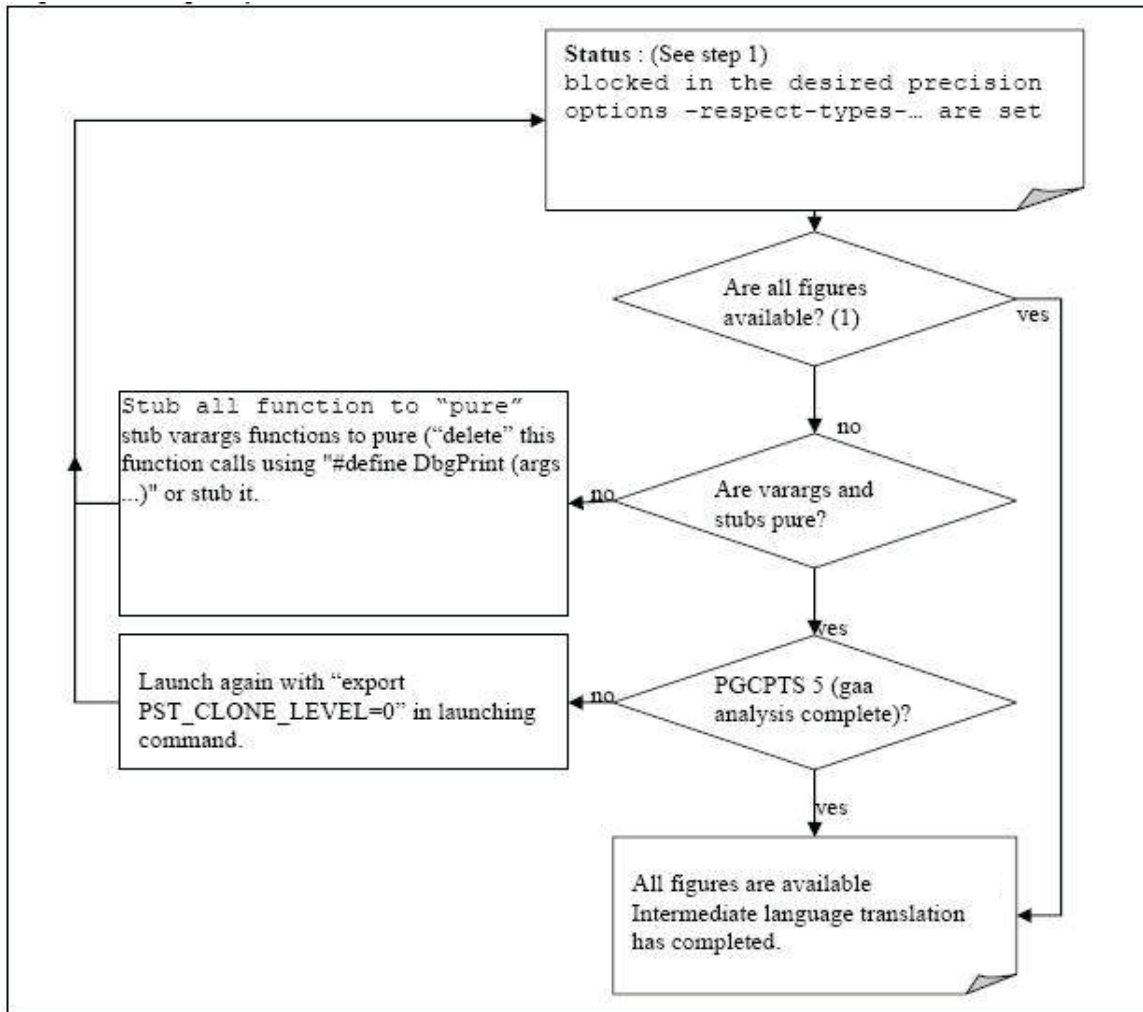 Status : (See step 1)
blocked in the desired precision
options –respect-types-… are set
Are all figures
available? (1)
yes
no
Stub all function to “pure”
stub varargs functions to pure (“delete” this
function calls using "#define DbgPrint (args
...)" or stub it.
no
Are varargs and
stubs pure?
yes
Launch again with “export
PST_CLONE_LEVEL=0” in launching
command.
no
PGCPTS 5 (gaa
analysis complete)?
yes
All figures are available
Intermediate language translation
has completed.